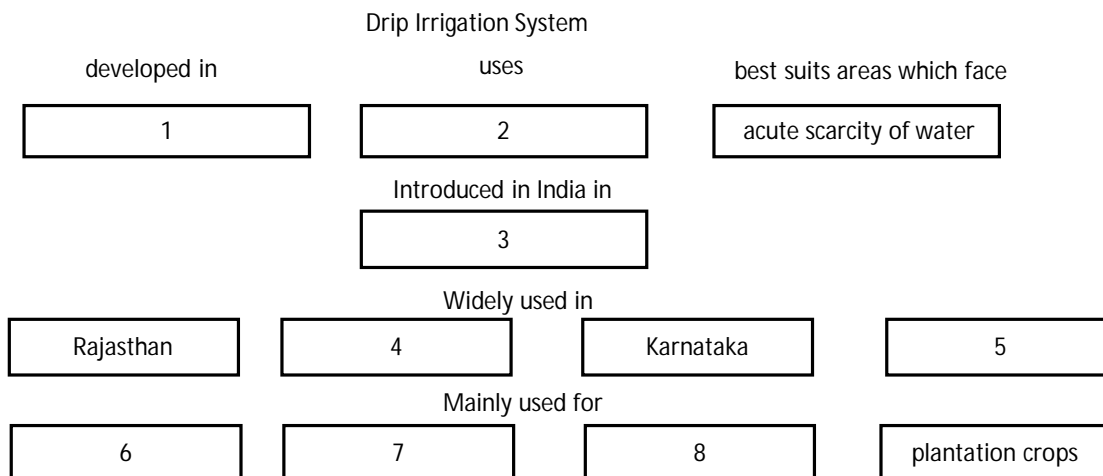 Drip Irrigation System
developed in uses best suits areas which face
1 2 acute scarcity of water
Introduced in India in
3
Widely used in
Rajasthan 4 Karnataka 5
Mainly used for
6 7 8 plantation crops